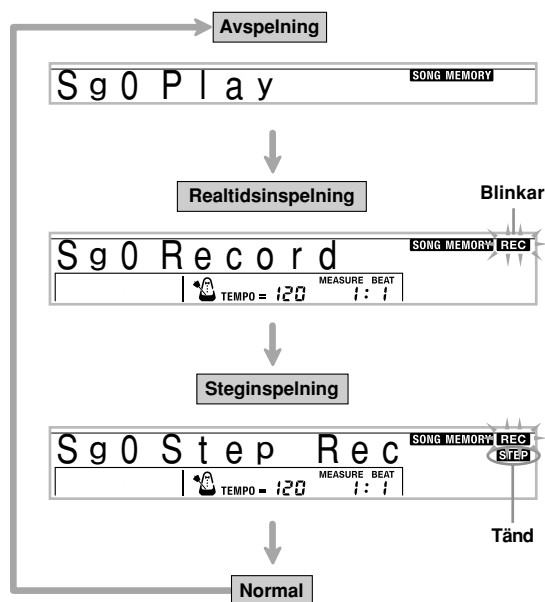 Avspelning
SONG MEMORY
Sg0 Play
Realtidsinspelning
Blinkar
Sg0 Record
SONG MEMORY REC
MEASURE BEAT
TEMPO = 120 1: 1
Steginspelning
Sg0 Step Rec
SONG MEMORY REC
STEP
MEASURE BEAT
TEMPO = 120 1: 1
Tänd
Normal